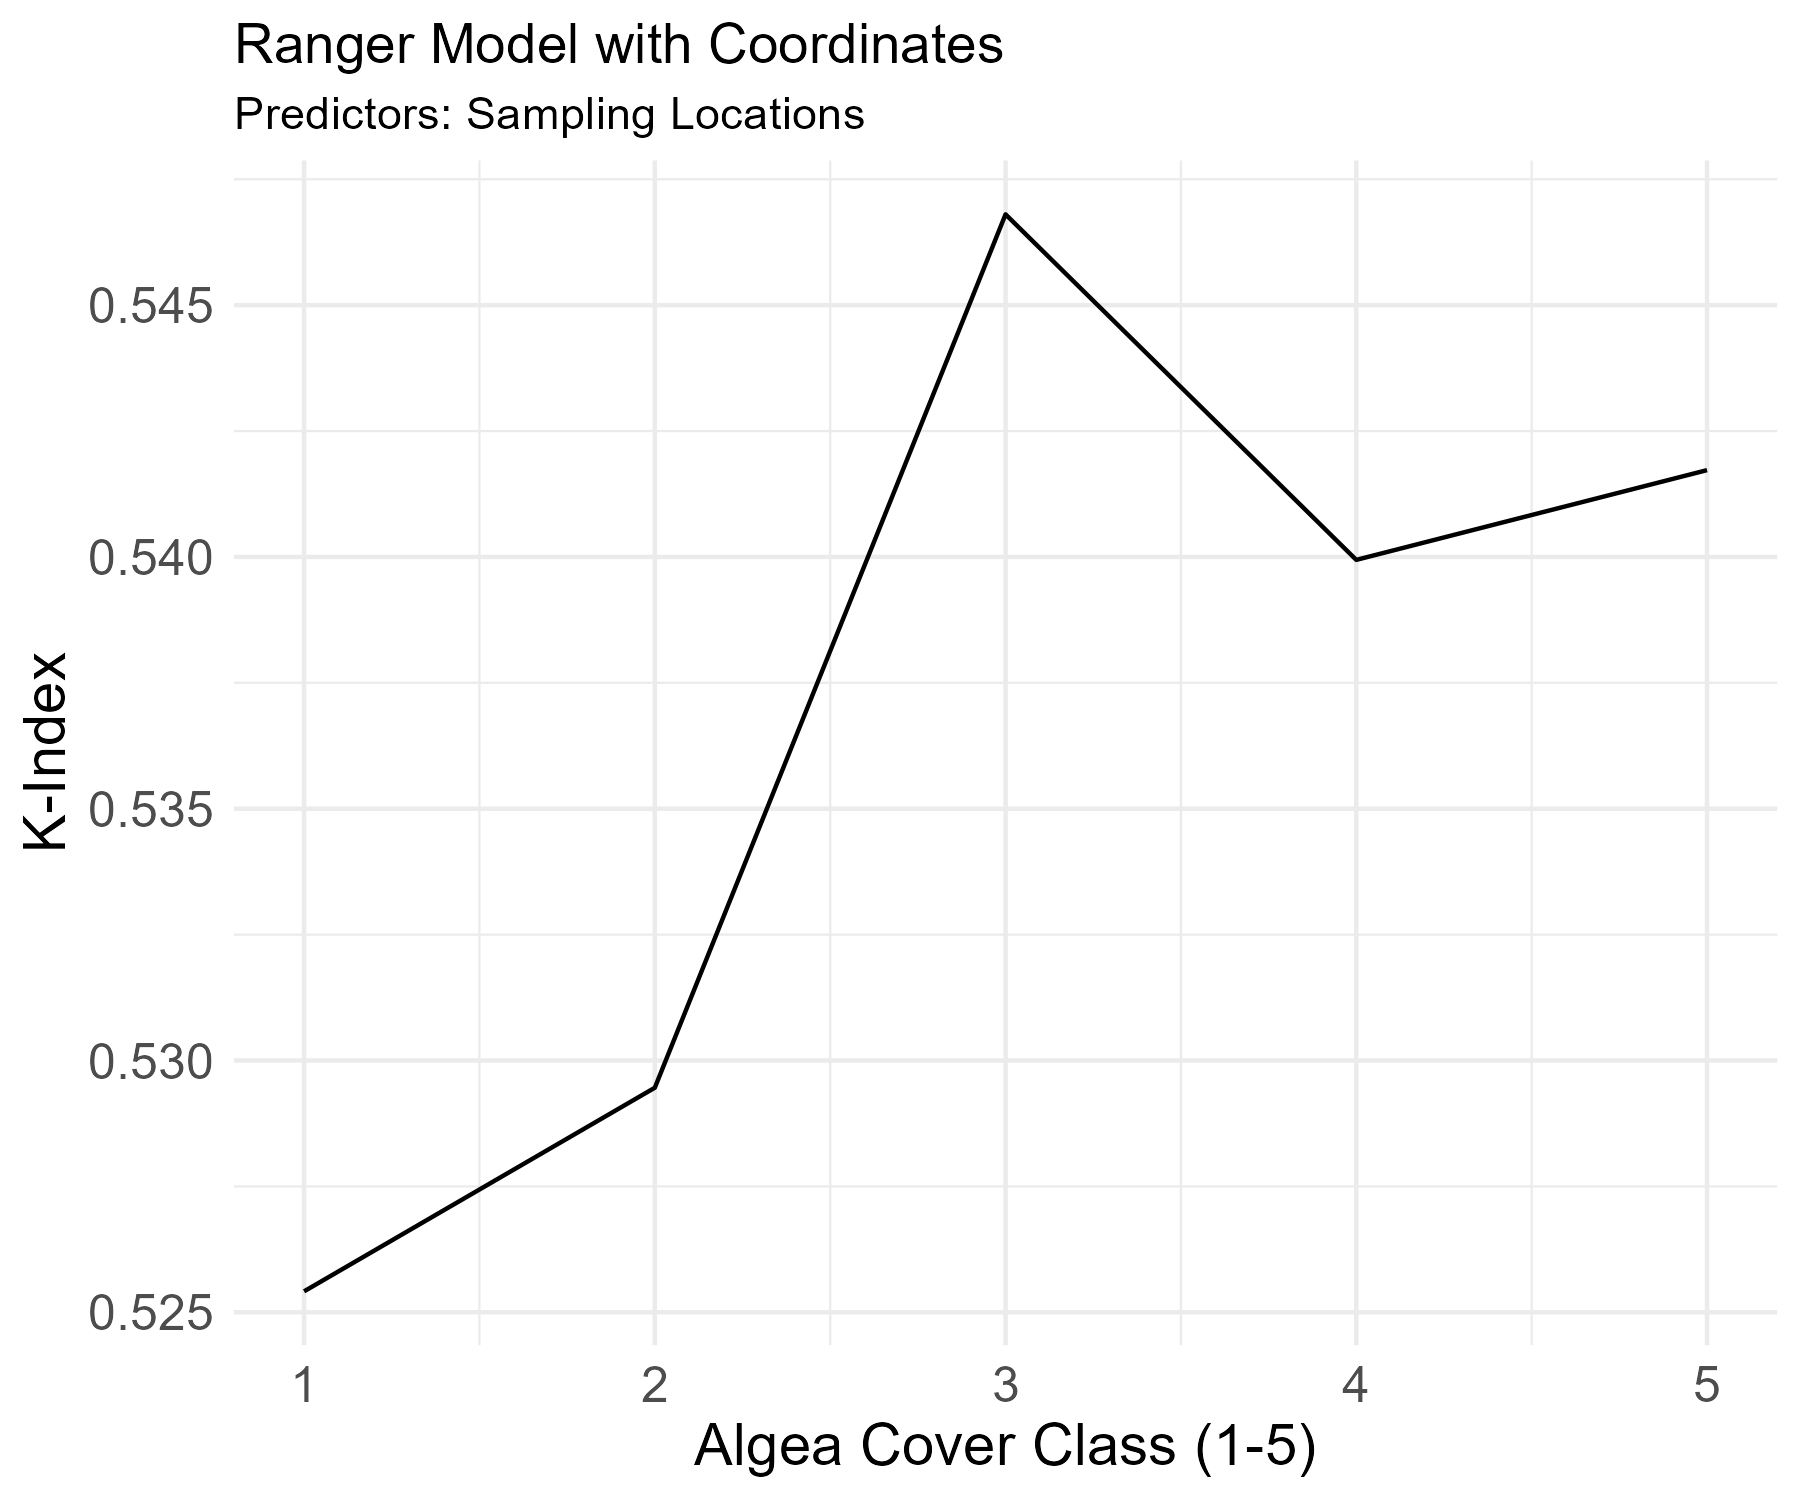 Ranger Model with Coordinates
Predictors: Sampling Locations
K-Index
0.545
0.540
0.535
0.530
0.525
1 2 3 4 5
Algea Cover Class (1-5)